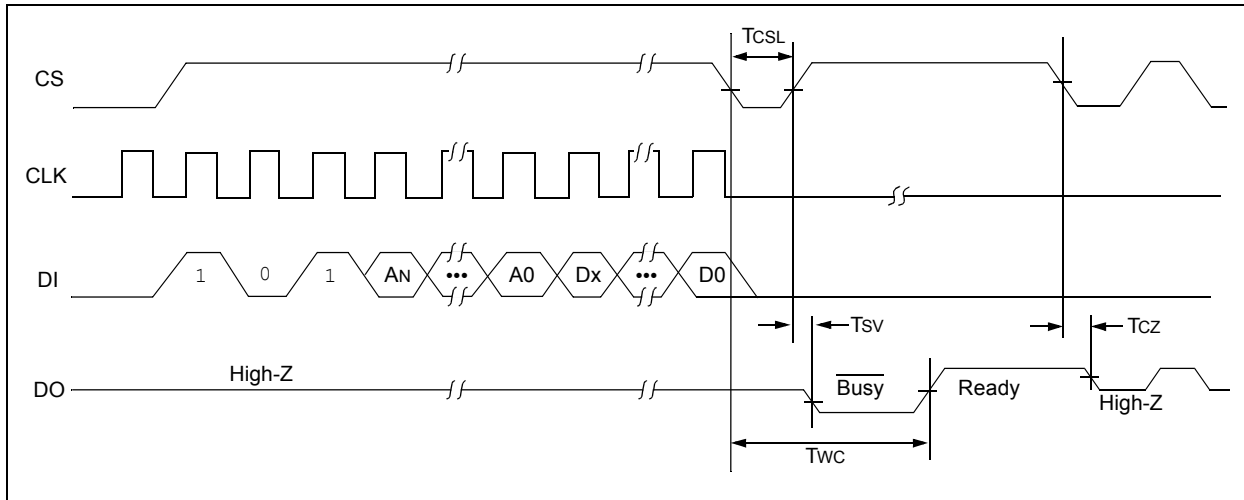 TCSL
CS
CLK
DI 1 0 1 AN ••• A0 Dx ••• D0
TSV
TCZ
High-Z
DO
Busy
Ready
High-Z
TWC